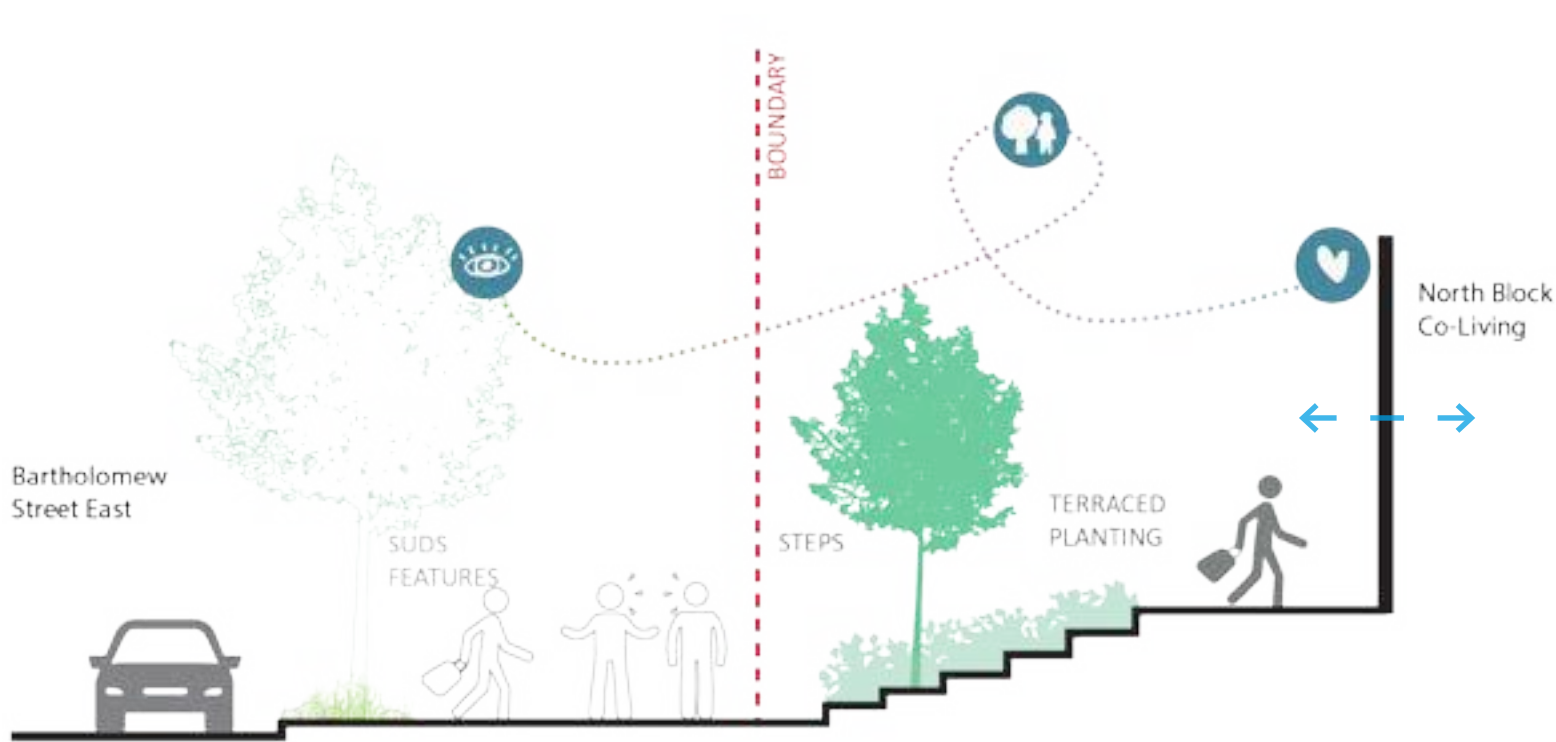 BOUNDARY
North Block
Co-Living
Bartholomew
Street East
SUDS
FEATURES
STEPS
TERRACED
PLANTING